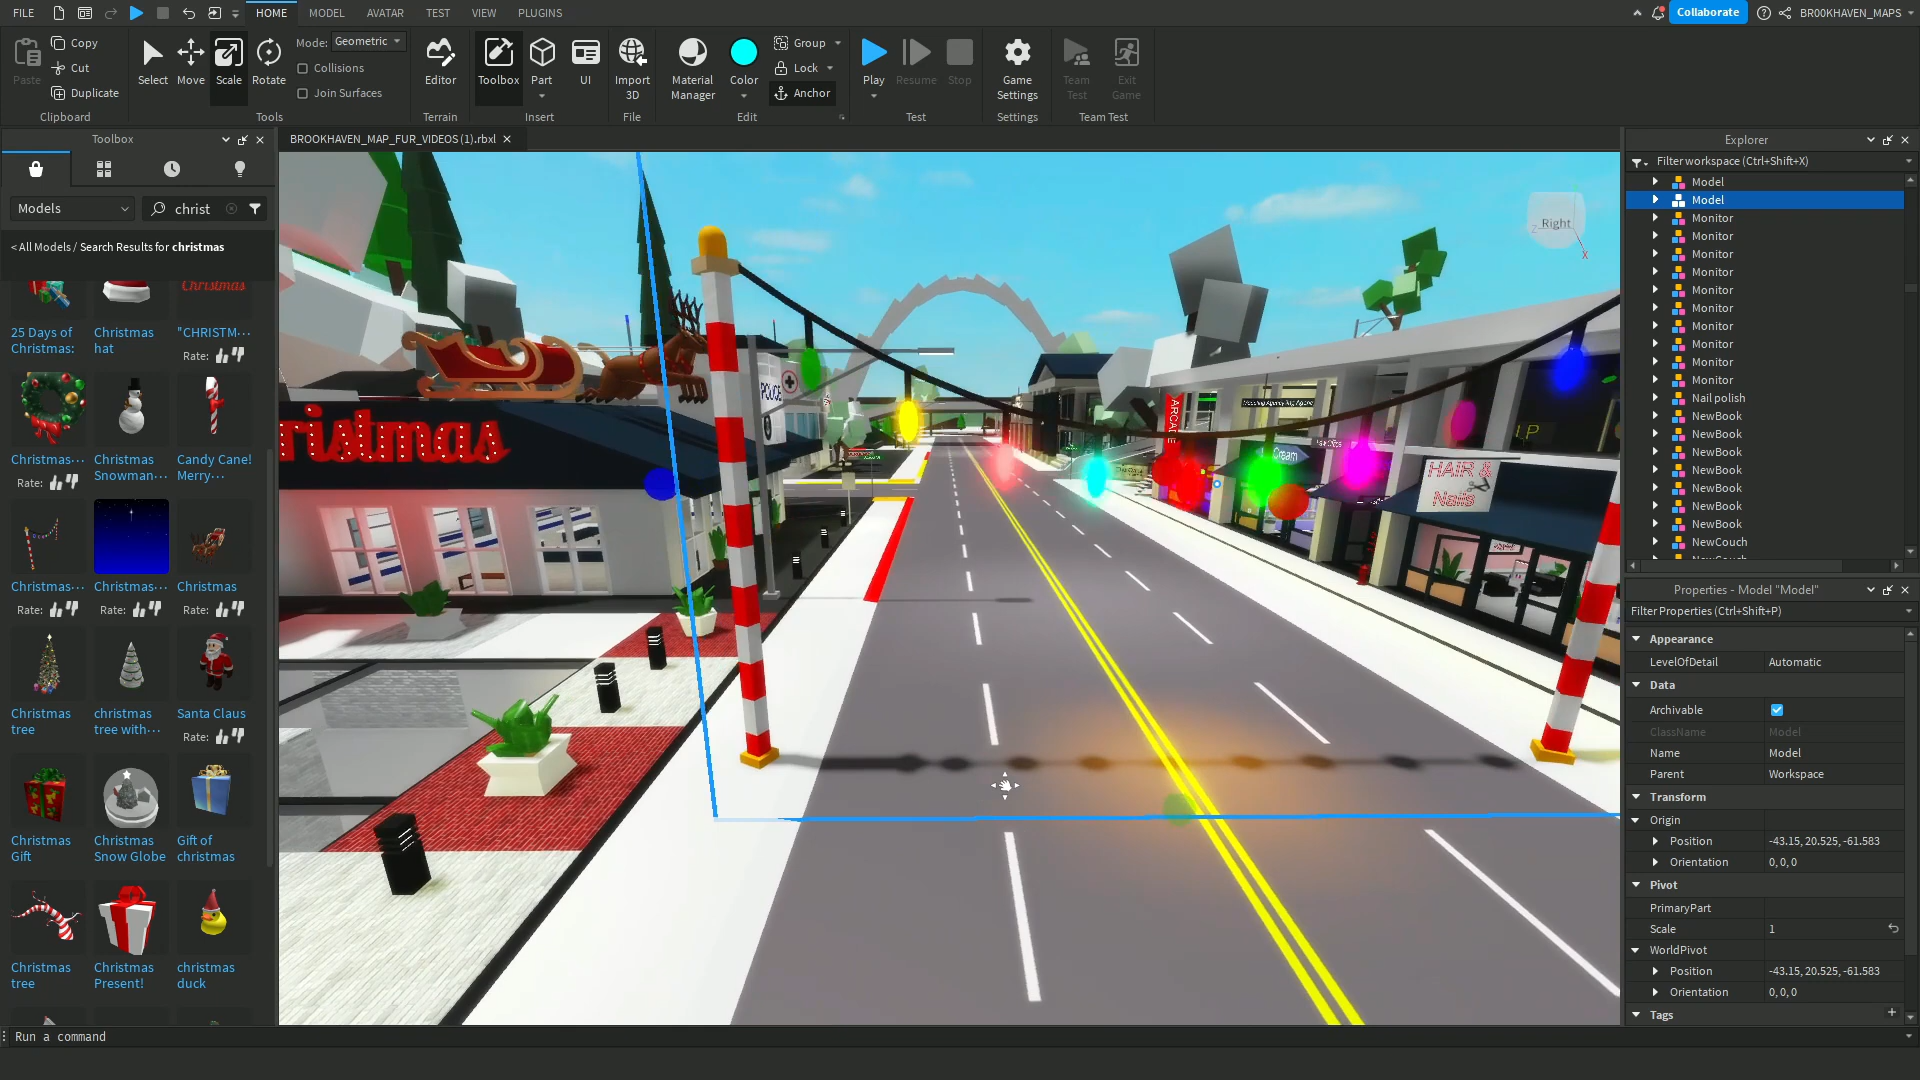 FILE
HOME
MODEL
AVATAR
TEST
VIEW
PLUGINS
Collaborate
BR00KHAVEN_MAPS
Paste
Copy
Cut
Duplicate
Clipboard
Select
Move
Scale
Rotate
Mode: Geometric
Collisions
Join Surfaces
Tools
Editor
Terrain
Toolbox
Part
UI
Insert
Import
3D
File
Material
Manager
Color
Group
Lock
Anchor
Edit
Play
Resume
Stop
Test
Game
Settings
Settings
Team
Test
Exit
Game
Team Test
Toolbox
Models
christ
< All Models / Search Results for christmas
Christmas
25 Days of
Christmas:
Christmas
hat
"CHRISTM···
Rate:
Christmas···
Rate:
Christmas
Snowman···
Candy Cane!
Merry···
Christmas···
Rate:
Christmas···
Rate:
Christmas
Rate:
Christmas
tree
christmas
tree with···
Santa Claus
Rate:
Christmas
Gift
Christmas
Snow Globe
Gift of
christmas
Christmas
tree
Christmas
Present!
christmas
duck
Run a command
BROOKHAVEN_MAP_FUR_VIDEOS (1).rbxl
Right
Z
X
POLICE
ristmas
ARCADE
Dream
LP
HAIR &
Nails
Explorer
Filter workspace (Ctrl+Shift+X)
Model
Model
Monitor
Monitor
Monitor
Monitor
Monitor
Monitor
Monitor
Monitor
Monitor
Monitor
Nail polish
NewBook
NewBook
NewBook
NewBook
NewBook
NewBook
NewBook
NewCouch
NewCouch
Properties - Model "Model"
Filter Properties (Ctrl+Shift+P)
Appearance
LevelOfDetail Automatic
Data
Archivable
ClassName Model
Name Model
Parent Workspace
Transform
Origin
Position -43.15, 20.525, -61.583
Orientation 0, 0, 0
Pivot
PrimaryPart
Scale 1
WorldPivot
Position -43.15, 20.525, -61.583
Orientation 0, 0, 0
Tags